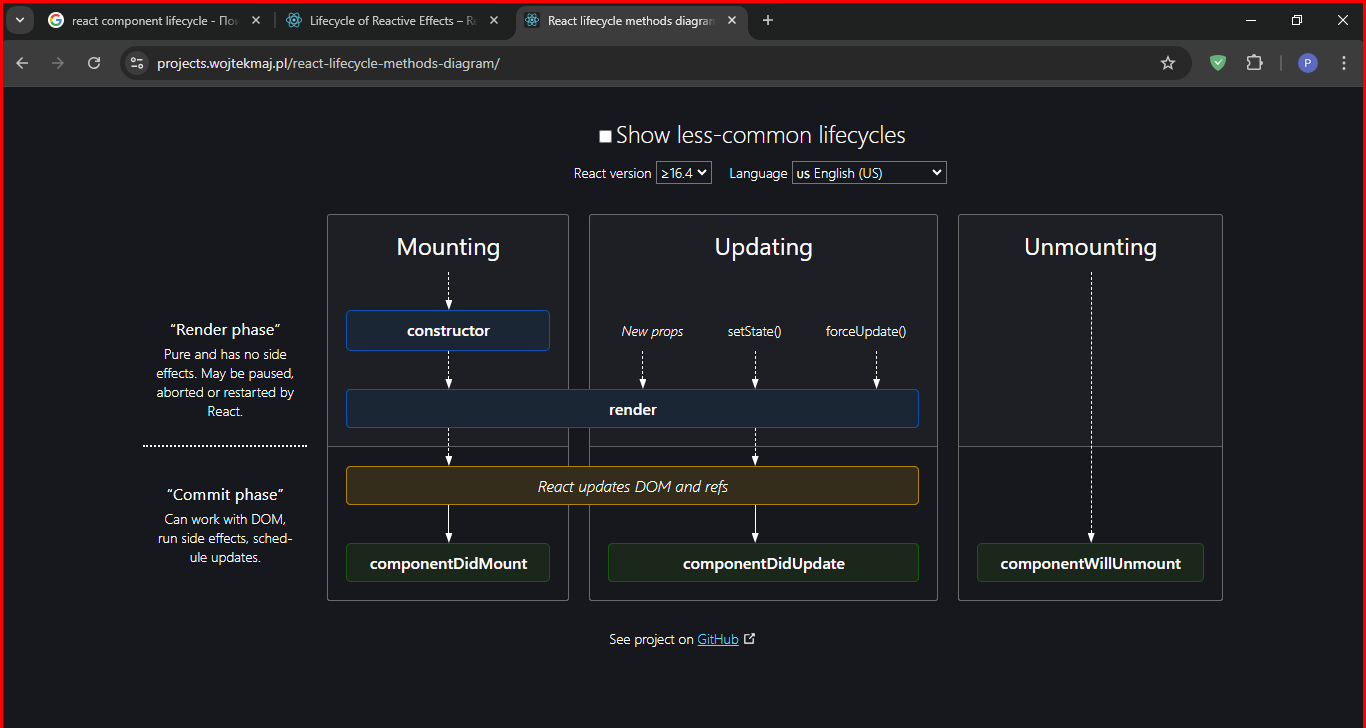 react component lifecycle - Пои
Lifecycle of Reactive Effects – Re
React lifecycle methods diagram
projects.wojtekmaj.pl/react-lifecycle-methods-diagram/
P
Show less-common lifecycles
React version ≥16.4 Language us English (US)
Mounting
Updating
Unmounting
“Render phase”
Pure and has no side
effects. May be paused,
aborted or restarted by
React.
constructor
New props
setState()
forceUpdate()
render
“Commit phase”
Can work with DOM,
run side effects, sched-
ule updates.
React updates DOM and refs
componentDidMount
componentDidUpdate
componentWillUnmount
See project on GitHub